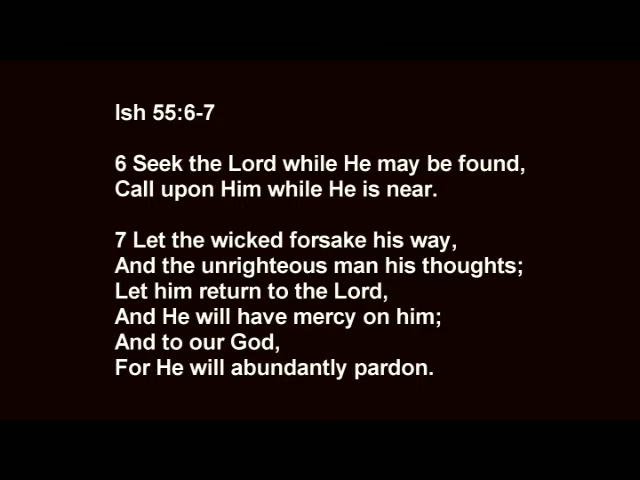 Ish 55:6-7
6 Seek the Lord while He may be found,
Call upon Him while He is near.
7 Let the wicked forsake his way,
And the unrighteous man his thoughts;
Let him return to the Lord,
And He will have mercy on him;
And to our God,
For He will abundantly pardon.